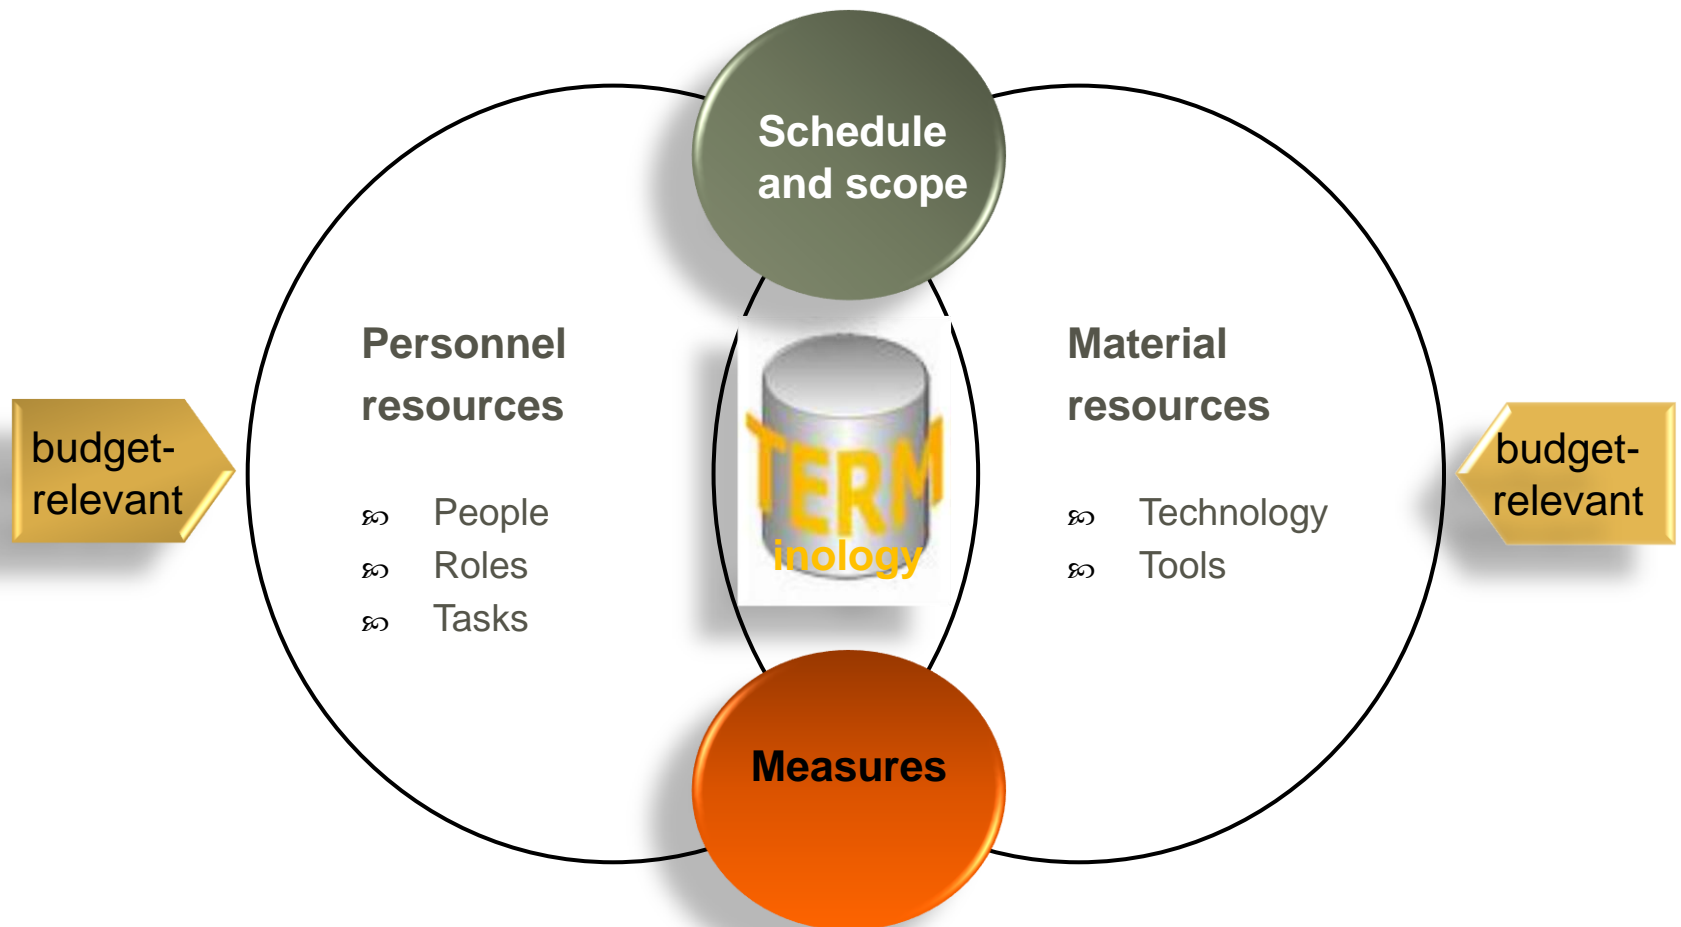 Schedule
and scope
Personnel
resources
People
Roles
Tasks
TERM
inology
Material
resources
Technology
Tools
budget-
relevant
budget-
relevant
Measures